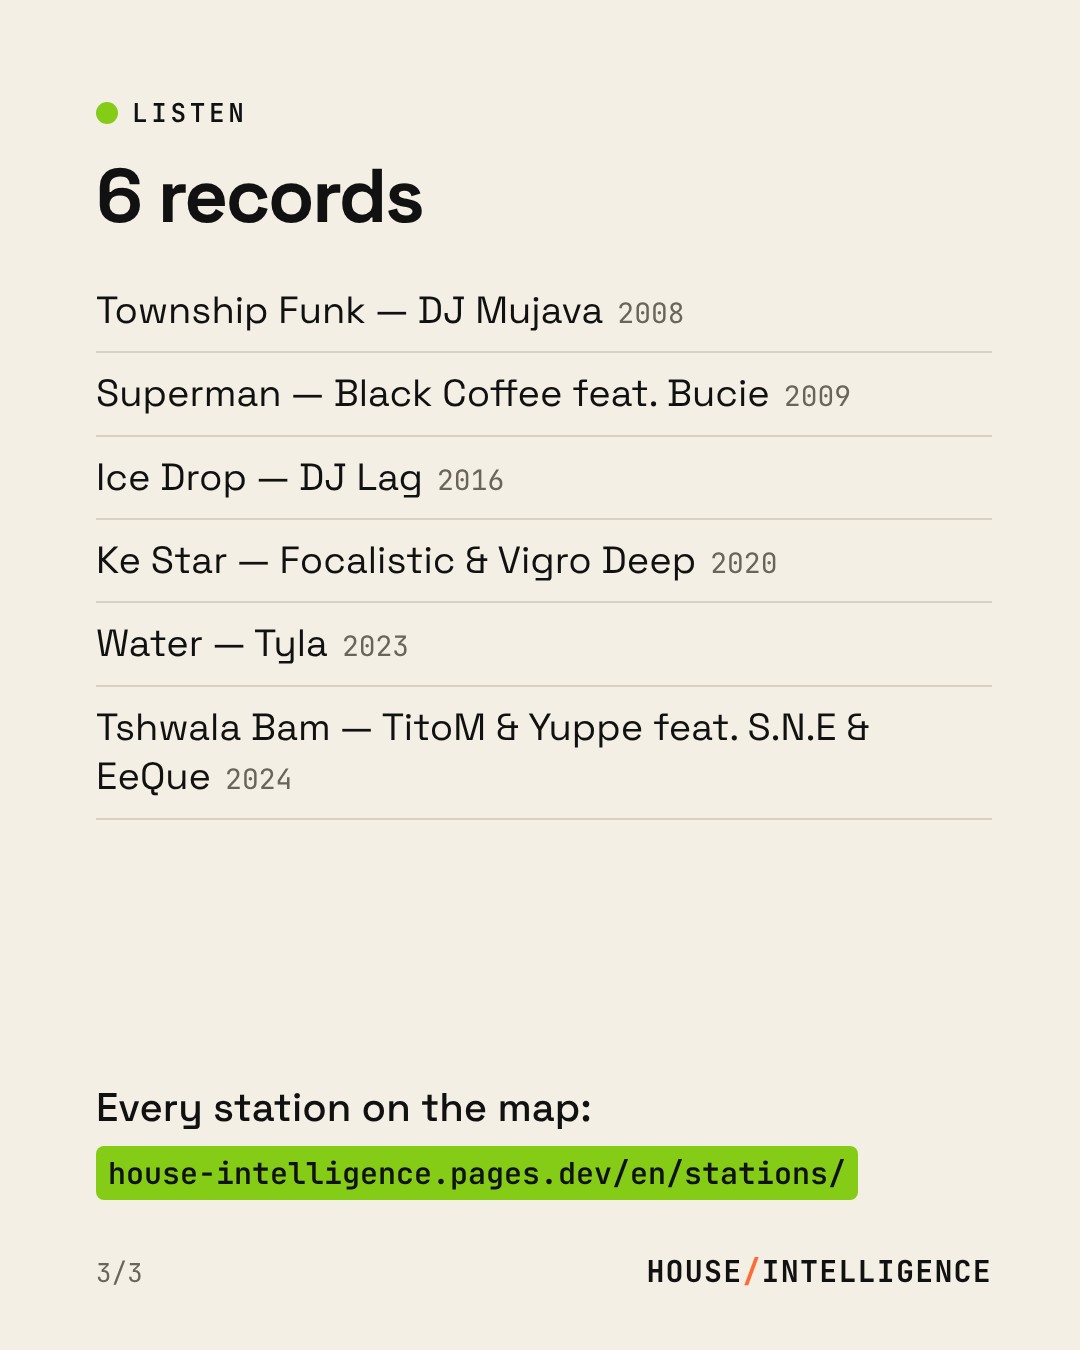 LISTEN
6 records
Township Funk — DJ Mujava 2008
Superman — Black Coffee feat. Bucie 2009
Ice Drop — DJ Lag 2016
Ke Star — Focalistic & Vigro Deep 2020
Water — Tyla 2023
Tshwala Bam — TitoM & Yuppe feat. S.N.E &
EeQue 2024
Every station on the map:
house-intelligence.pages.dev/en/stations/
3/3
HOUSE/INTELLIGENCE